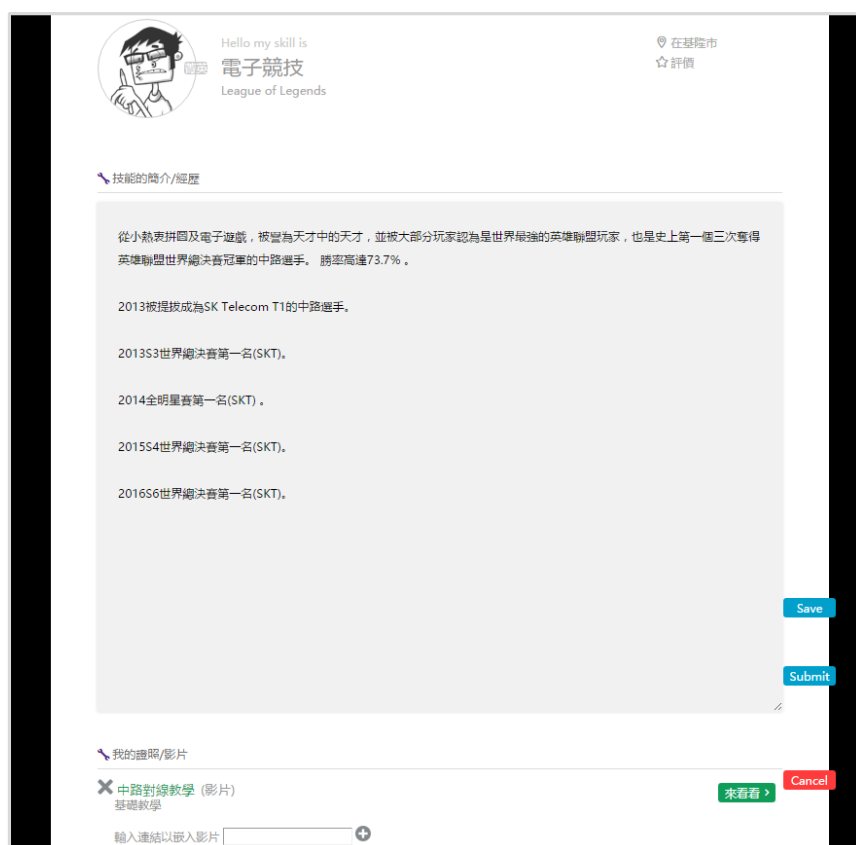 Hello my skill is
電子競技
League of Legends
在基隆市
評價
技能的簡介/經歷
從小熱衷拼圖及電子遊戲，被譽為天才中的天才，並被大部分玩家認為是世界最強的英雄聯盟玩家，也是史上第一個三次奪得
英雄聯盟世界總決賽冠軍的中路選手。 勝率高達73.7% 。
2013被提拔成為SK Telecom T1的中路選手。
2013S3世界總決賽第一名(SKT)。
2014全明星賽第一名(SKT) 。
2015S4世界總決賽第一名(SKT)。
2016S6世界總決賽第一名(SKT)。
Save
Submit
我的證照/影片
Cancel
中路對線教學 (影片)
來看看
基礎教學
輸入連結以嵌入影片